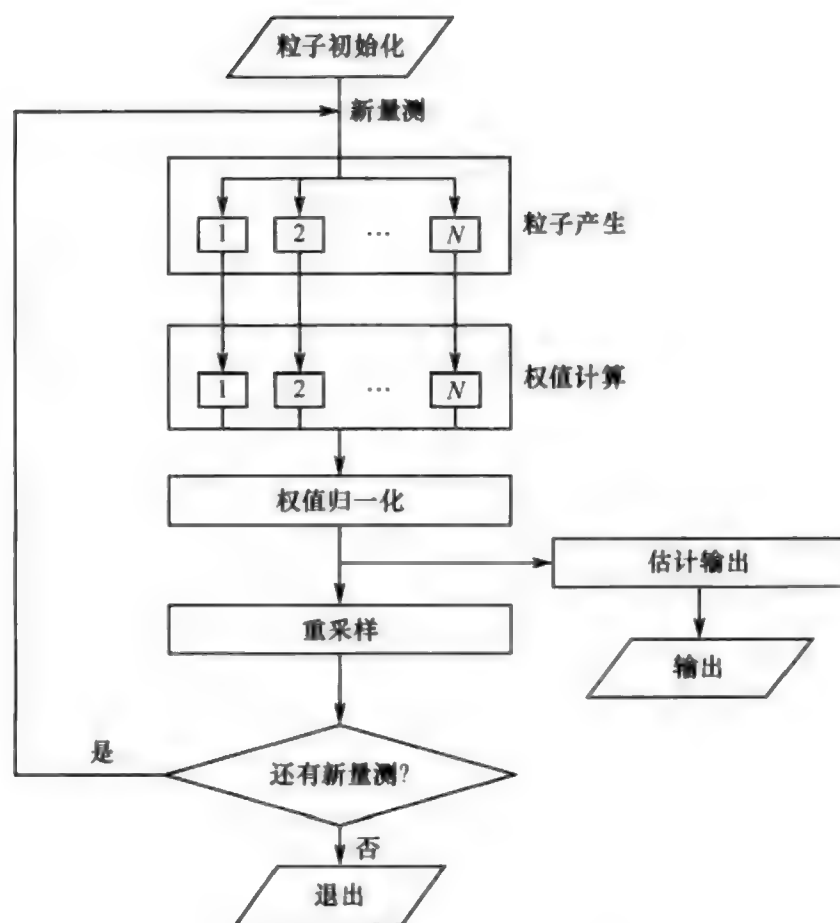 粒子初始化
新量测
1 2 … N
粒子产生
1 2 … N
权值计算
权值归一化
估计输出
重采样
输出
是
还有新量测?
否
退出